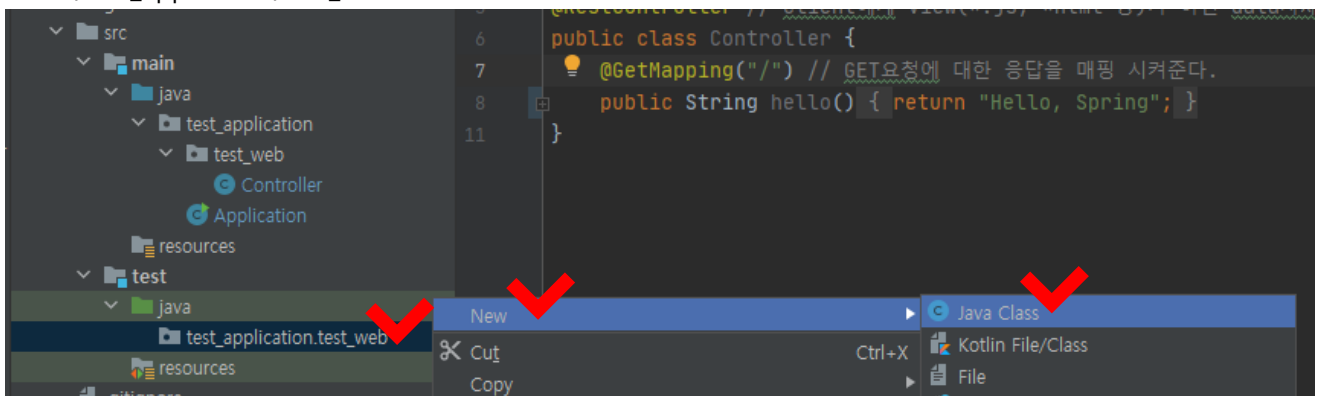 src
main
java
test_application
test_web
Controller
Application
resources
test
java
test_application.test_web
resources
6
7
8
11
public class Controller {
@GetMapping("/") // GET요청에 대한 응답을 매핑 시켜준다.
public String hello() { return "Hello, Spring"; }
}
New
Cut Ctrl+X
Copy
Java Class
Kotlin File/Class
File